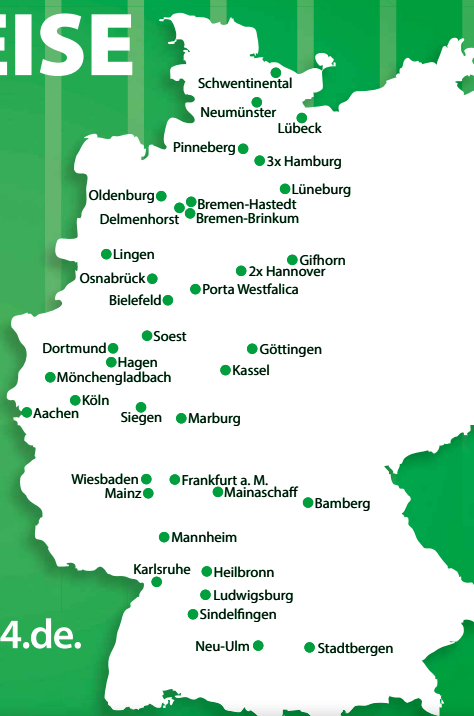 EISE
Schwentinental
Neumünster
Lübeck
Pinneberg
3x Hamburg
Lüneburg
Oldenburg
Bremen-Hastedt
Delmenhorst
Bremen-Brinkum
Lingen
Gifhorn
2x Hannover
Osnabrück
Porta Westfalica
Bielefeld
Soest
Dortmund
Göttingen
Hagen
Kassel
Mönchengladbach
Köln
Aachen
Siegen
Marburg
Wiesbaden
Frankfurt a. M.
Mainz
Mainaschaff
Bamberg
Mannheim
Karlsruhe
Heilbronn
Ludwigsburg
Sindelfingen
4.de.
Neu-Ulm
Stadtbergen